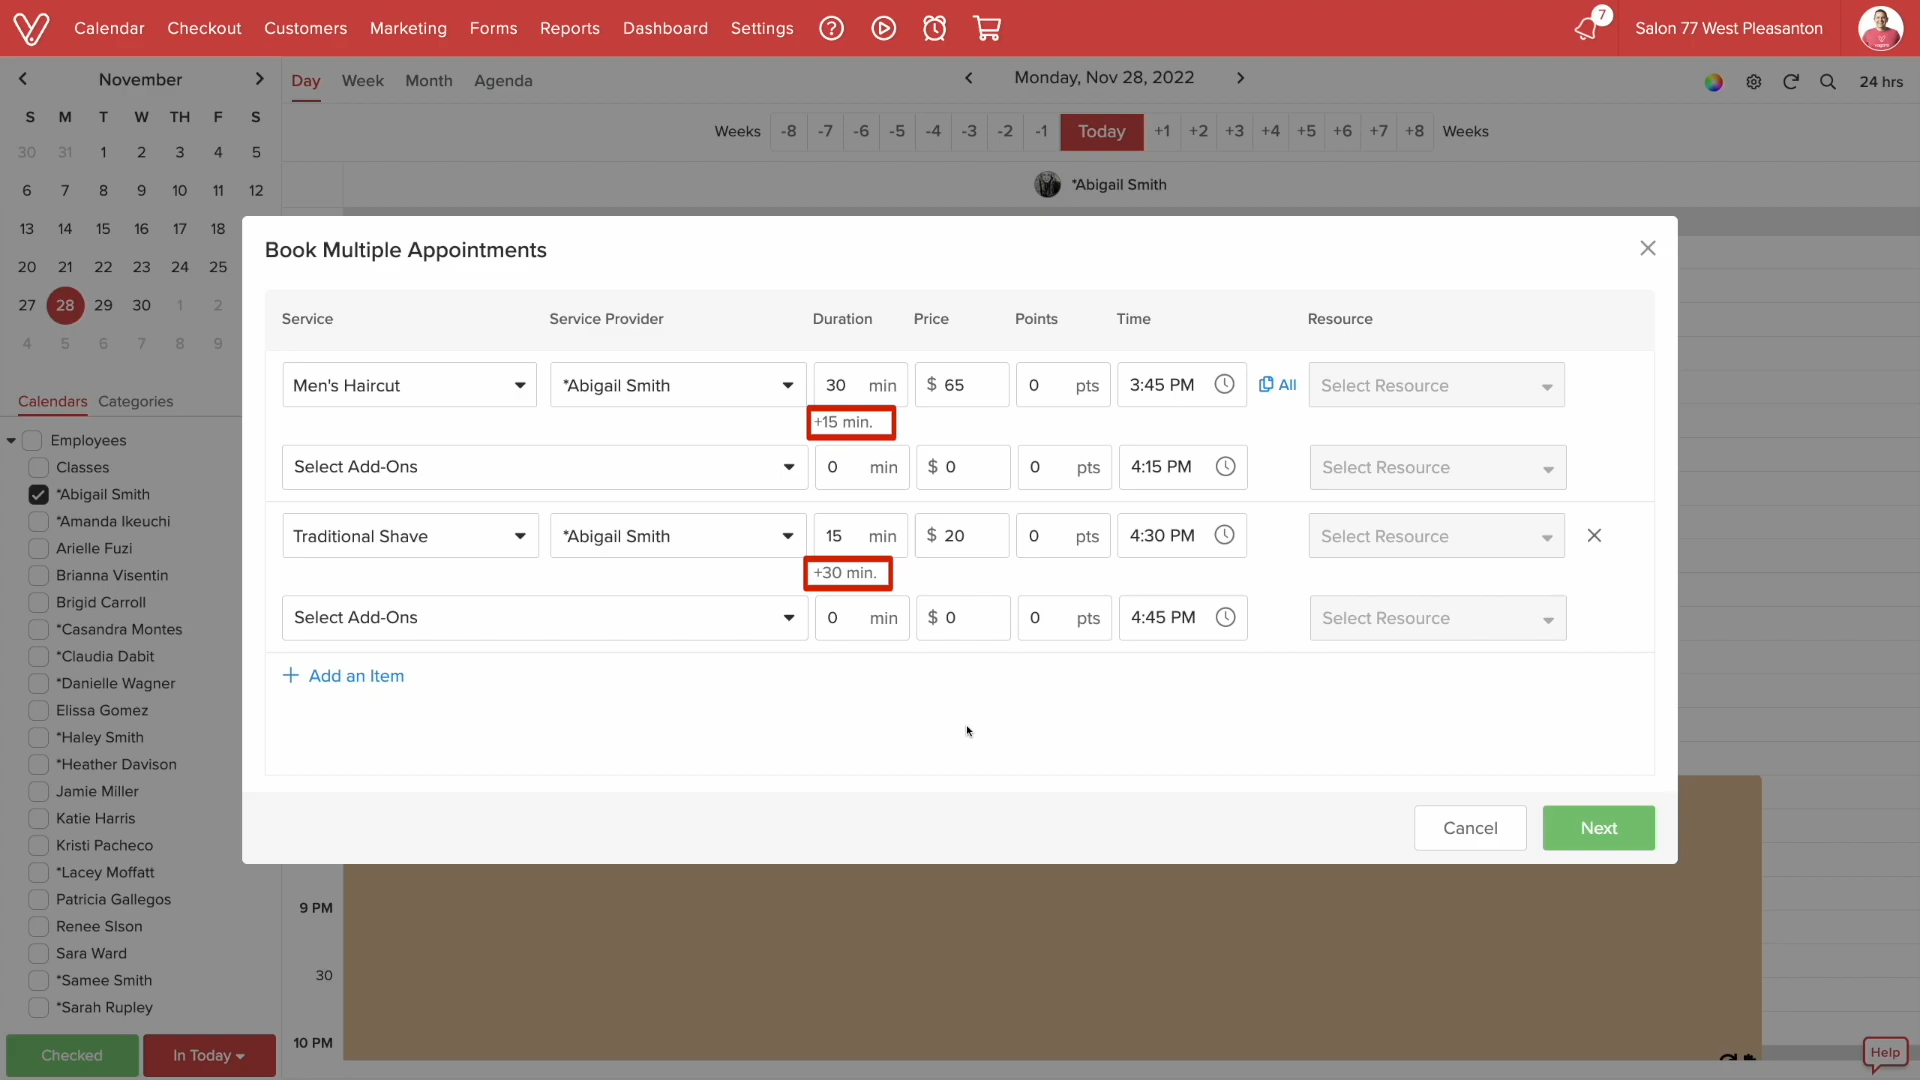 Calendar Checkout Customers Marketing Forms Reports Dashboard Settings ? 7 Salon 77 West Pleasanton
November
Day Week Month Agenda
Monday, Nov 28, 2022
24 hrs
S M T W TH F S
Weeks -8 -7 -6 -5 -4 -3 -2 -1 Today +1 +2 +3 +4 +5 +6 +7 +8 Weeks
30 31 1 2 3 4 5
6 7 8 9 10 11 12
*Abigail Smith
13 14 15 16 17 18
20 21 22 23 24 25
27 28 29 30 1 2
4 5 6 7 8 9
Calendars Categories
Employees
Classes
*Abigail Smith
*Amanda Ikeuchi
Arielle Fuzi
Brianna Visentin
Brigid Carroll
*Casandra Montes
*Claudia Dabit
*Danielle Wagner
Elissa Gomez
*Haley Smith
*Heather Davison
Jamie Miller
Katie Harris
Kristi Pacheco
*Lacey Moffatt
Patricia Gallegos
Renee Slson
Sara Ward
*Samee Smith
*Sarah Rupley
Checked In Today
Book Multiple Appointments
Service Service Provider Duration Price Points Time Resource
Men's Haircut *Abigail Smith 30 min $ 65 0 pts 3:45 PM All Select Resource
+15 min.
Select Add-Ons 0 min $ 0 0 pts 4:15 PM Select Resource
Traditional Shave *Abigail Smith 15 min $ 20 0 pts 4:30 PM Select Resource
+30 min.
Select Add-Ons 0 min $ 0 0 pts 4:45 PM Select Resource
+ Add an Item
Cancel Next
9 PM
30
10 PM
Help